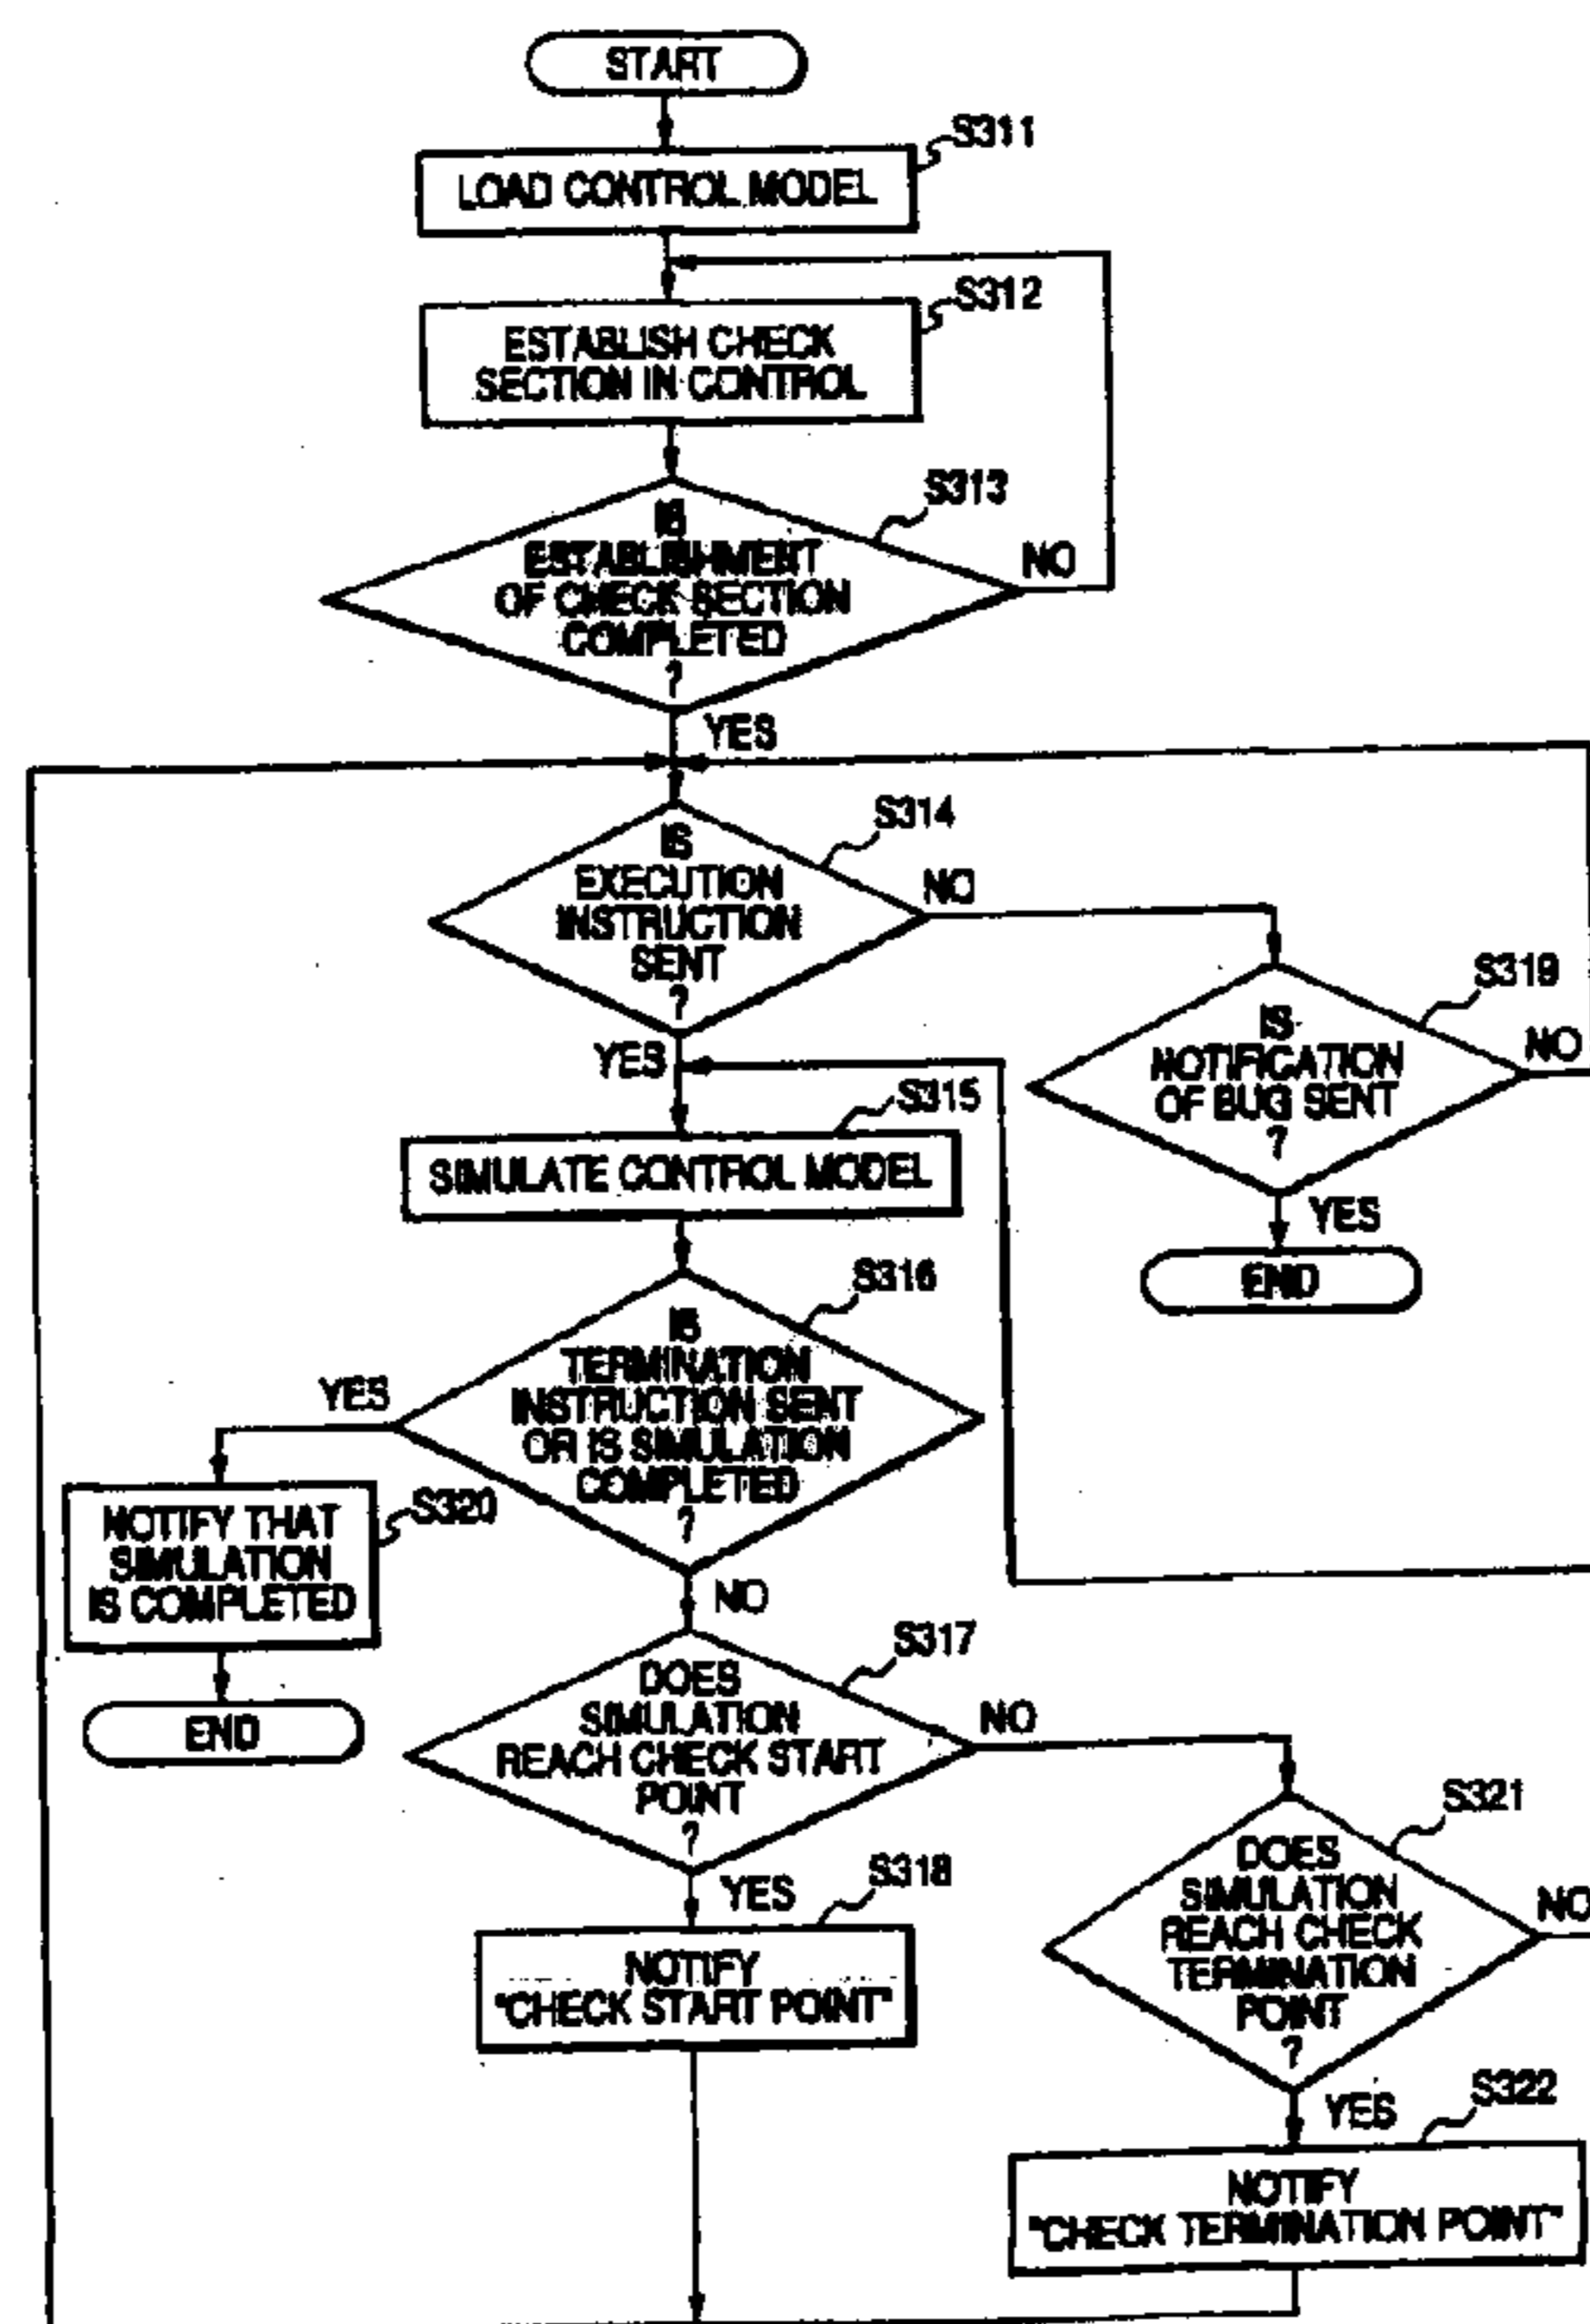 START
S311
LOAD CONTROL MODEL
S312
ESTABLISH CHECK
SECTION IN CONTROL
S313
IS
ESTABLISHMENT
OF CHECK SECTION
COMPLETED
?
NO
YES
S314
IS
EXECUTION
INSTRUCTION
SENT
?
NO
YES
S319
IS
NOTIFICATION
OF BUG SENT
?
NO
YES
END
S315
SIMULATE CONTROL MODEL
S316
IS
TERMINATION
INSTRUCTION SENT
OR IS SIMULATION
COMPLETED
?
YES
NO
S320
NOTIFY THAT
SIMULATION
IS COMPLETED
END
S317
DOES
SIMULATION
REACH CHECK START
POINT
?
NO
YES
S318
NOTIFY
"CHECK START POINT"
S321
DOES
SIMULATION
REACH CHECK
TERMINATION
POINT
?
NO
YES
S322
NOTIFY
"CHECK TERMINATION POINT"